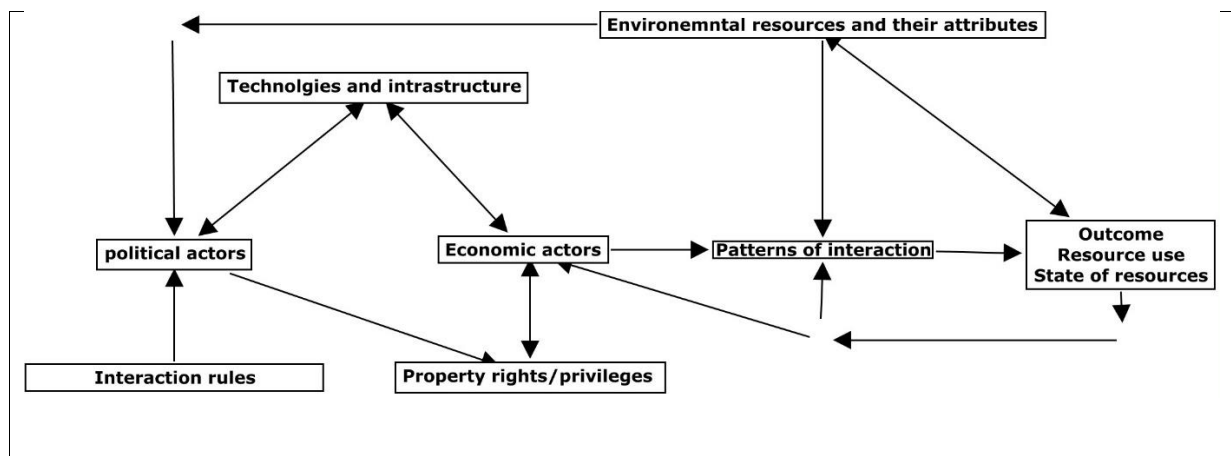 Environemntal resources and their attributes
Technolgies and intrastructure
political actors
Economic actors
Patterns of interaction
Outcome
Resource use
State of resources
Interaction rules
Property rights/privileges